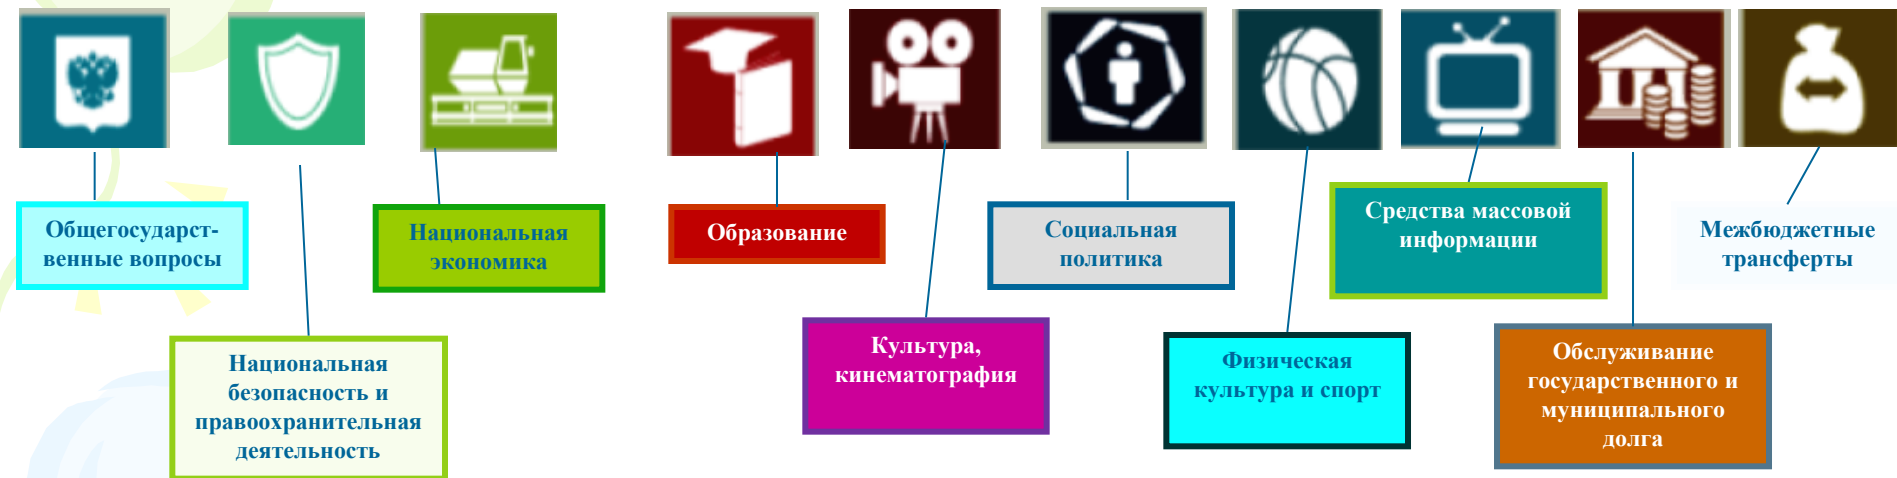 Общегосударст-
венные вопросы
Национальная
безопасность и
правоохранительная
деятельность
Национальная
экономика
Образование
Культура,
кинематография
Социальная
политика
Физическая
культура и спорт
Средства массовой
информации
Обслуживание
государственного и
муниципального
долга
Межбюджетные
трансферты